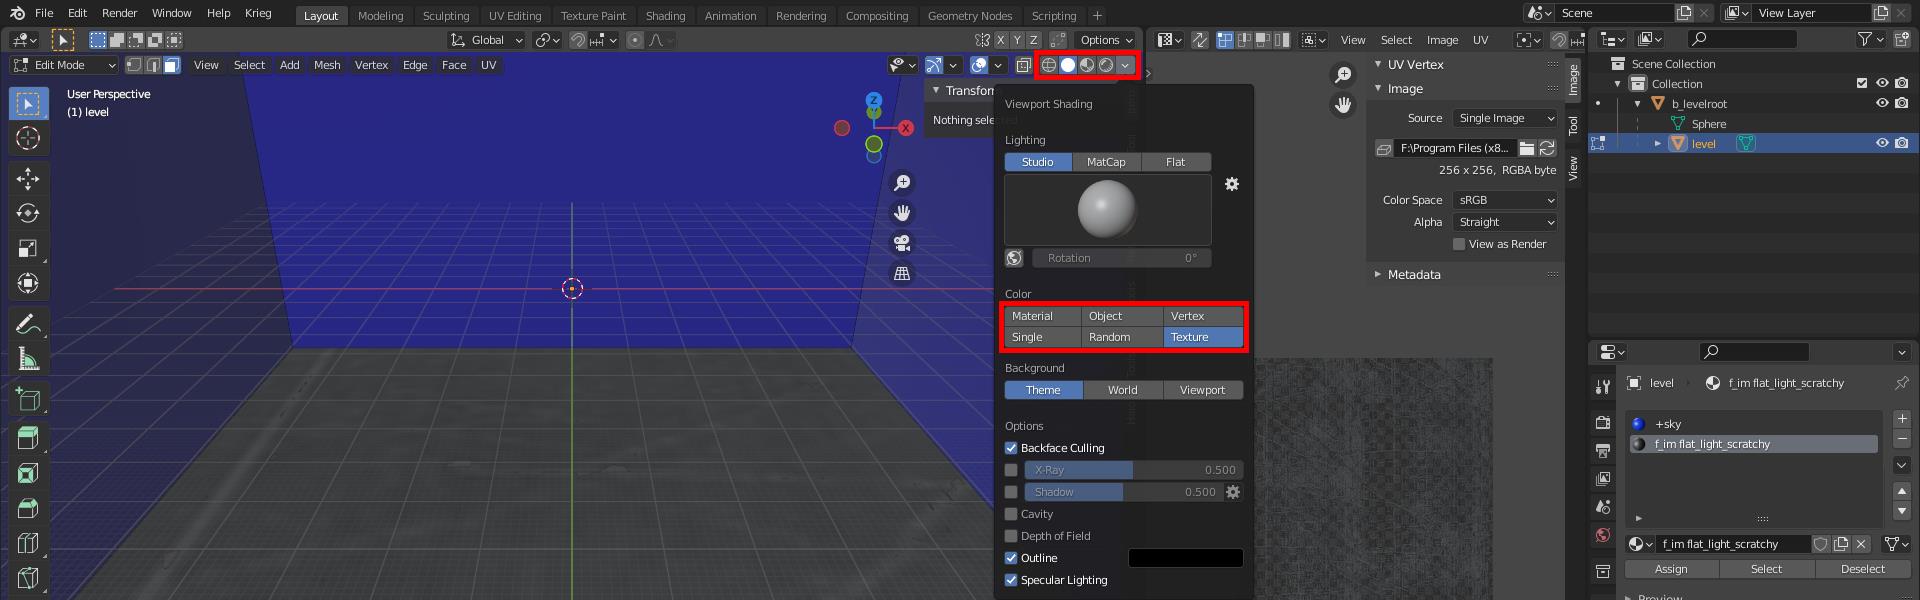 File Edit Render Window Help Krieg Layout Modeling Sculpting UV Editing Texture Paint Shading Animation Rendering Compositing Geometry Nodes Scripting + Scene View Layer
Global X Y Z Options View Select Image UV
Edit Mode View Select Add Mesh Vertex Edge Face UV
User Perspective
(1) level
Z
X
Transform
Nothing
Viewport Shading
Lighting
Studio MatCap Flat
Rotation 0°
Color
Material Object Vertex
Single Random Texture
Background
Theme World Viewport
Options
Backface Culling
X-Ray 0.500
Shadow 0.500
Cavity
Depth of Field
Outline
Specular Lighting
UV Vertex
Image
Source Single Image
F:\Program Files (x8...
256 x 256, RGBA byte
Color Space sRGB
Alpha Straight
View as Render
Metadata
Image
Tool
View
Scene Collection
Collection
b_levelroot
Sphere
level
level f_im flat_light_scratchy
+sky
f_im flat_light_scratchy
f_im flat_light_scratchy
Assign Select Deselect
Preview